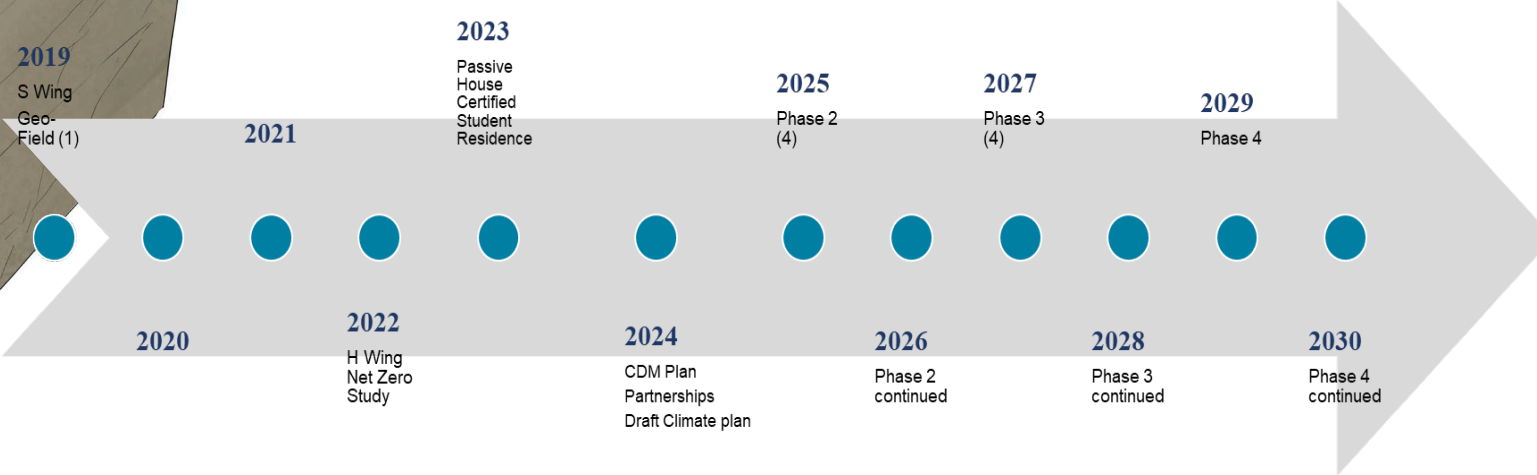 2019
S Wing
Geo-
Field (1)
2020
2021
2022
H Wing
Net Zero
Study
2023
Passive
House
Certified
Student
Residence
2024
CDM Plan
Partnerships
Draft Climate plan
2025
Phase 2
(4)
2026
Phase 2
continued
2027
Phase 3
(4)
2028
Phase 3
continued
2029
Phase 4
2030
Phase 4
continued